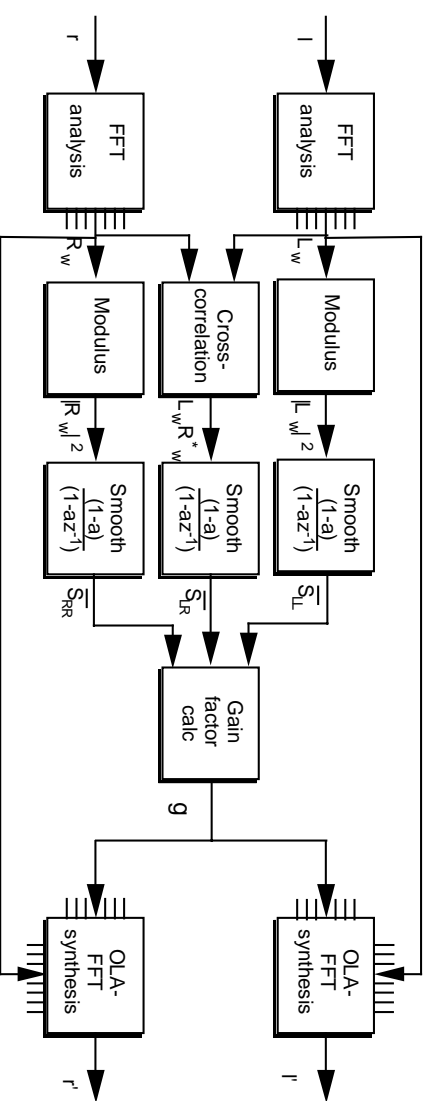 l
FFT
analysis
L_w
Modulus
|L_w|^2
Smooth
(1-a)
(1-az^-1)
S_LL
Cross-
correlation
L_w R*_w
Smooth
(1-a)
(1-az^-1)
S_LR
Gain
factor
calc
g
OLA-
FFT
synthesis
l'
r
FFT
analysis
R_w
Modulus
|R_w|^2
Smooth
(1-a)
(1-az^-1)
S_RR
OLA-
FFT
synthesis
r'